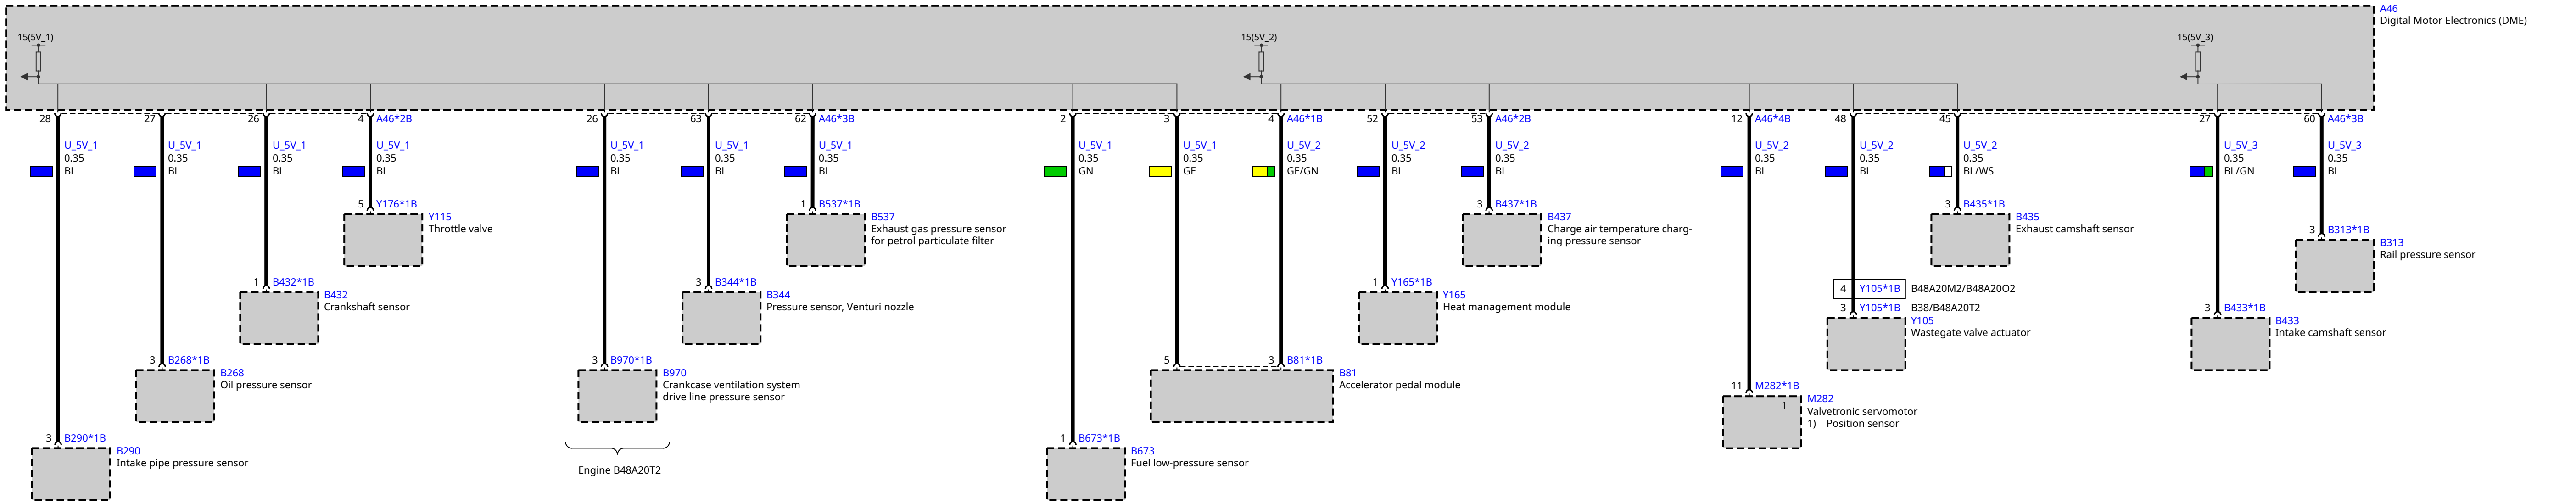 A46
Digital Motor Electronics (DME)
15(5V_1)
15(5V_2)
15(5V_3)
28
27
26
4 A46*2B
26
63
62 A46*3B
2
3
4 A46*1B
52
53 A46*2B
12 A46*4B
48
45
27
60 A46*3B
U_5V_1
0.35
BL
U_5V_1
0.35
BL
U_5V_1
0.35
BL
U_5V_1
0.35
BL
U_5V_1
0.35
BL
U_5V_1
0.35
BL
U_5V_1
0.35
BL
U_5V_1
0.35
GN
U_5V_1
0.35
GE
U_5V_2
0.35
GE/GN
U_5V_2
0.35
BL
U_5V_2
0.35
BL
U_5V_2
0.35
BL
U_5V_2
0.35
BL
U_5V_2
0.35
BL/WS
U_5V_3
0.35
BL/GN
U_5V_3
0.35
BL
3 B290*1B
B290
Intake pipe pressure sensor
3 B268*1B
B268
Oil pressure sensor
1 B432*1B
B432
Crankshaft sensor
5 Y176*1B
Y115
Throttle valve
3 B970*1B
B970
Crankcase ventilation system
drive line pressure sensor
Engine B48A20T2
3 B344*1B
B344
Pressure sensor, Venturi nozzle
1 B537*1B
B537
Exhaust gas pressure sensor
for petrol particulate filter
1 B673*1B
B673
Fuel low-pressure sensor
5
3 B81*1B
B81
Accelerator pedal module
1 Y165*1B
Y165
Heat management module
3 B437*1B
B437
Charge air temperature charg-
ing pressure sensor
11 M282*1B
1
M282
Valvetronic servomotor
1) Position sensor
4 Y105*1B B48A20M2/B48A20O2
3 Y105*1B B38/B48A20T2
Y105
Wastegate valve actuator
3 B435*1B
B435
Exhaust camshaft sensor
3 B433*1B
B433
Intake camshaft sensor
3 B313*1B
B313
Rail pressure sensor